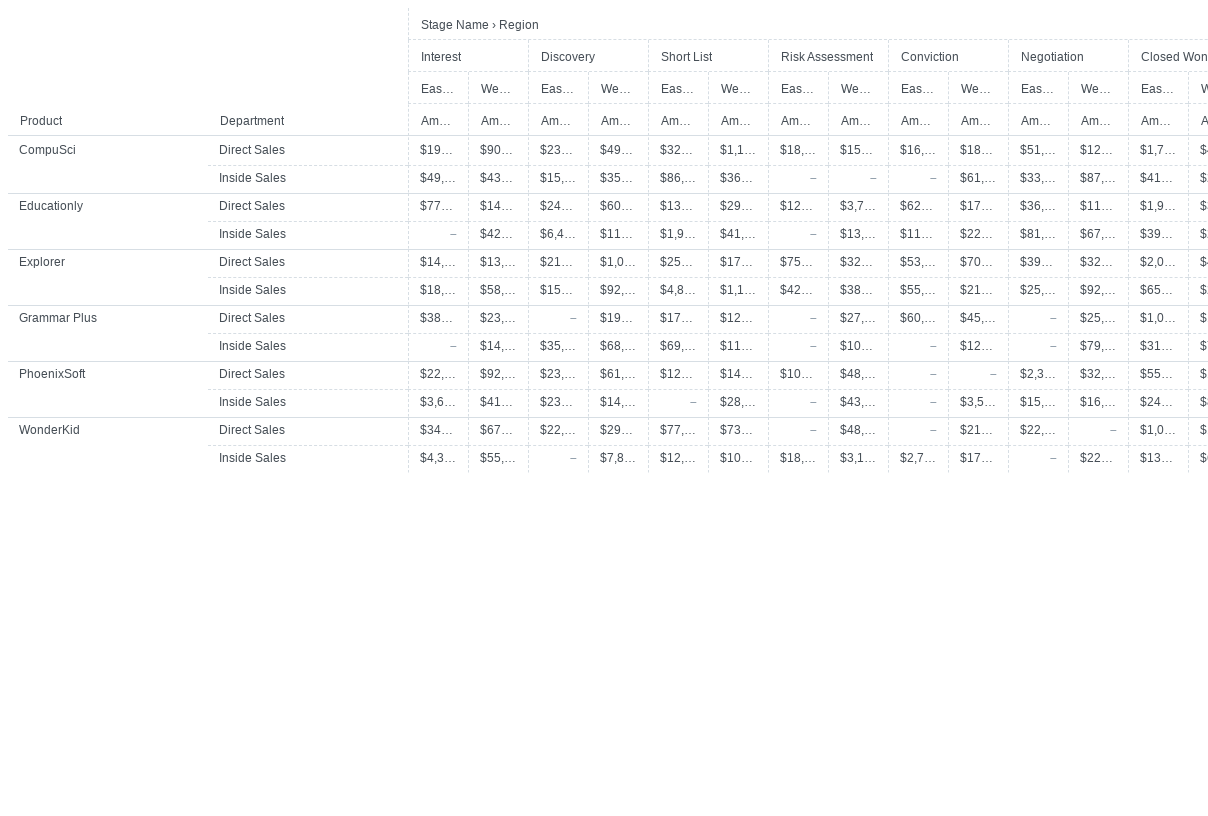 Stage Name › Region
Interest Discovery Short List Risk Assessment Conviction Negotiation Closed Won
Eas… We… Eas… We… Eas… We… Eas… We… Eas… We… Eas… We… Eas…
Product Department Am… Am… Am… Am… Am… Am… Am… Am… Am… Am… Am… Am… Am…
CompuSci Direct Sales $19… $90… $23… $49… $32… $1,1… $18,… $15… $16,… $18… $51,… $12… $1,7…
Inside Sales $49,… $43… $15,… $35… $86,… $36… – – – $61,… $33,… $87,… $41…
Educationly Direct Sales $77… $14… $24… $60… $13… $29… $12… $3,7… $62… $17… $36,… $11… $1,9…
Inside Sales – $42… $6,4… $11… $1,9… $41,… – $13,… $11… $22… $81,… $67,… $39…
Explorer Direct Sales $14,… $13,… $21… $1,0… $25… $17… $75… $32… $53,… $70… $39… $32… $2,0…
Inside Sales $18,… $58,… $15… $92,… $4,8… $1,1… $42… $38… $55,… $21… $25,… $92,… $65…
Grammar Plus Direct Sales $38… $23,… – $19… $17… $12… – $27,… $60,… $45,… – $25,… $1,0…
Inside Sales – $14,… $35,… $68,… $69,… $11… – $10… – $12… – $79,… $31…
PhoenixSoft Direct Sales $22,… $92,… $23,… $61,… $12… $14… $10… $48,… – – $2,3… $32,… $55…
Inside Sales $3,6… $41… $23… $14,… – $28,… – $43,… – $3,5… $15,… $16,… $24…
WonderKid Direct Sales $34… $67… $22,… $29… $77,… $73… – $48,… – $21… $22,… – $1,0…
Inside Sales $4,3… $55,… – $7,8… $12,… $10… $18,… $3,1… $2,7… $17… – $22… $13…